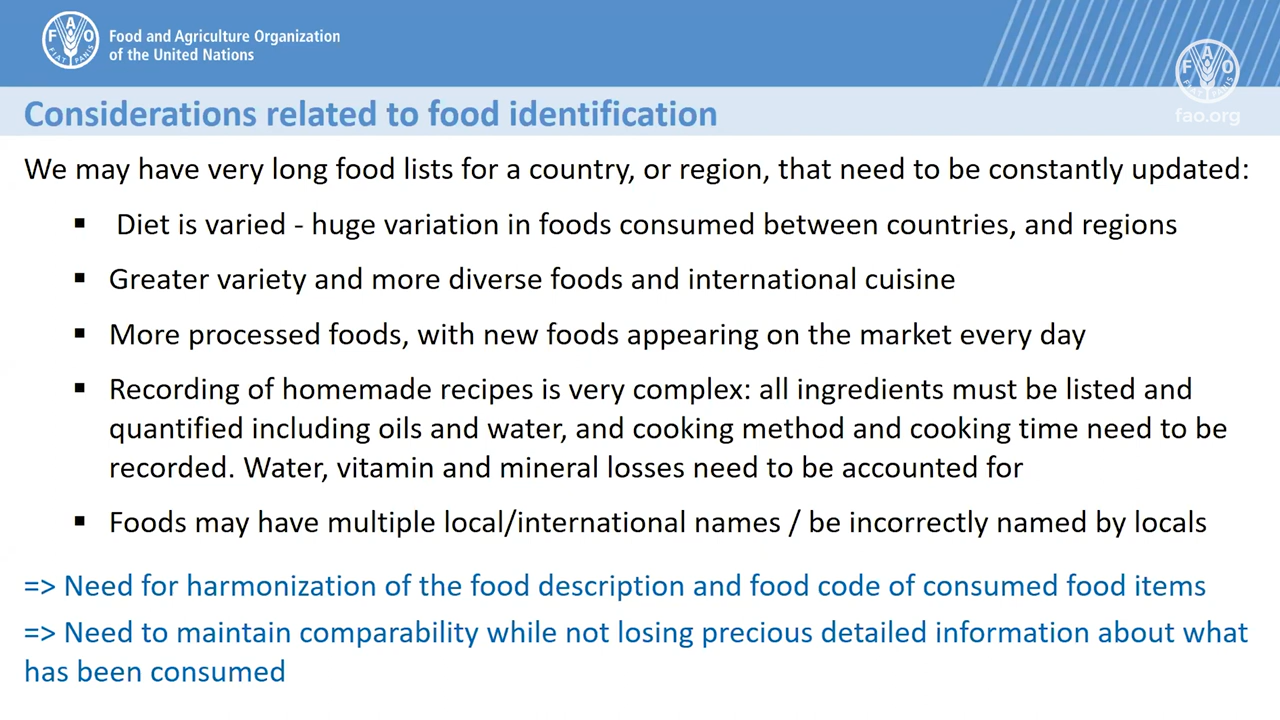 Food and Agriculture Organization
of the United Nations
FAO
FIAT PANIS
FAO
fao.org
Considerations related to food identification
We may have very long food lists for a country, or region, that need to be constantly updated:
▪ Diet is varied - huge variation in foods consumed between countries, and regions
▪ Greater variety and more diverse foods and international cuisine
▪ More processed foods, with new foods appearing on the market every day
▪ Recording of homemade recipes is very complex: all ingredients must be listed and
quantified including oils and water, and cooking method and cooking time need to be
recorded. Water, vitamin and mineral losses need to be accounted for
▪ Foods may have multiple local/international names / be incorrectly named by locals
=> Need for harmonization of the food description and food code of consumed food items
=> Need to maintain comparability while not losing precious detailed information about what
has been consumed